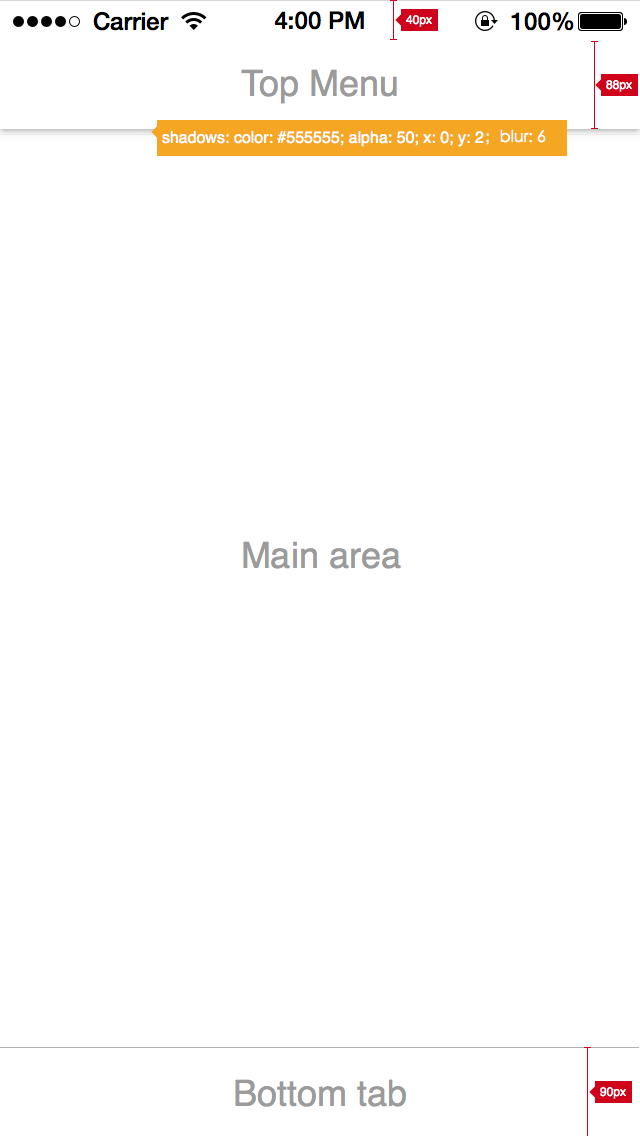 Carrier 4:00 PM 40px 100%
Top Menu 88px
shadows: color: #555555; alpha: 50; x: 0; y: 2; blur: 6
Main area
Bottom tab 90px